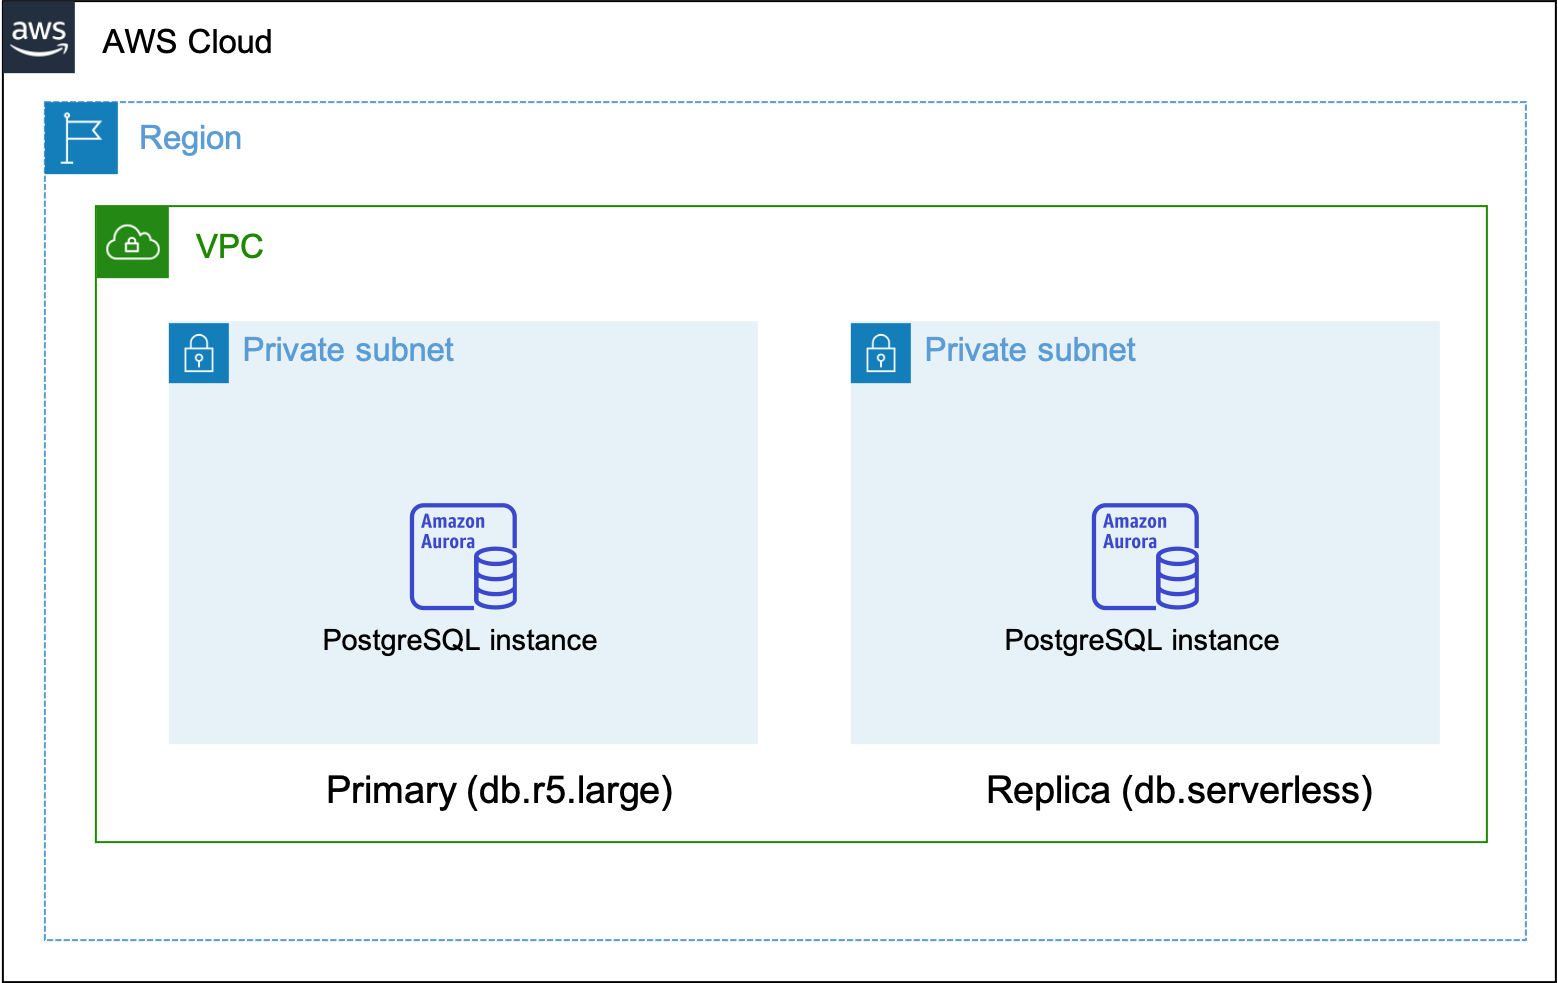 aws
AWS Cloud
Region
VPC
Private subnet
Private subnet
Amazon
Aurora
Amazon
Aurora
PostgreSQL instance
PostgreSQL instance
Primary (db.r5.large)
Replica (db.serverless)